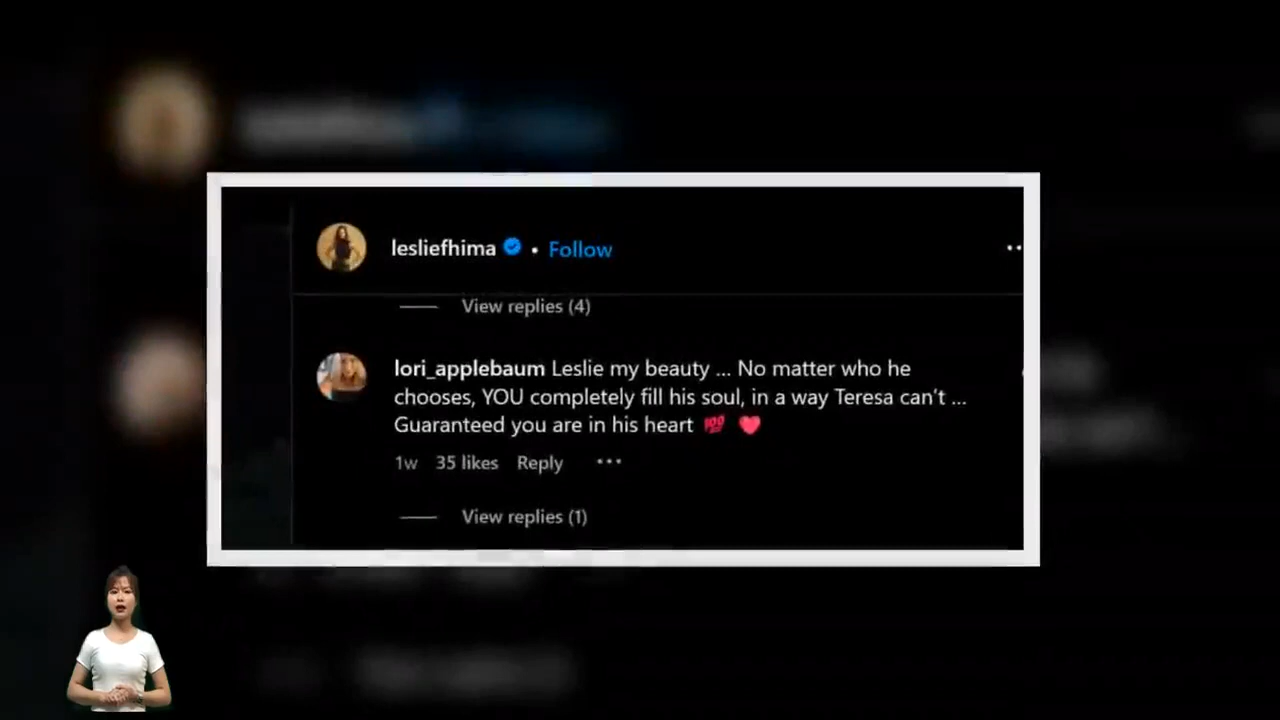 lesliefhima • Follow
View replies (4)
lori_applebaum Leslie my beauty ... No matter who he
chooses, YOU completely fill his soul, in a way Teresa can't ...
Guaranteed you are in his heart 💯 ❤️
1w 35 likes Reply
View replies (1)